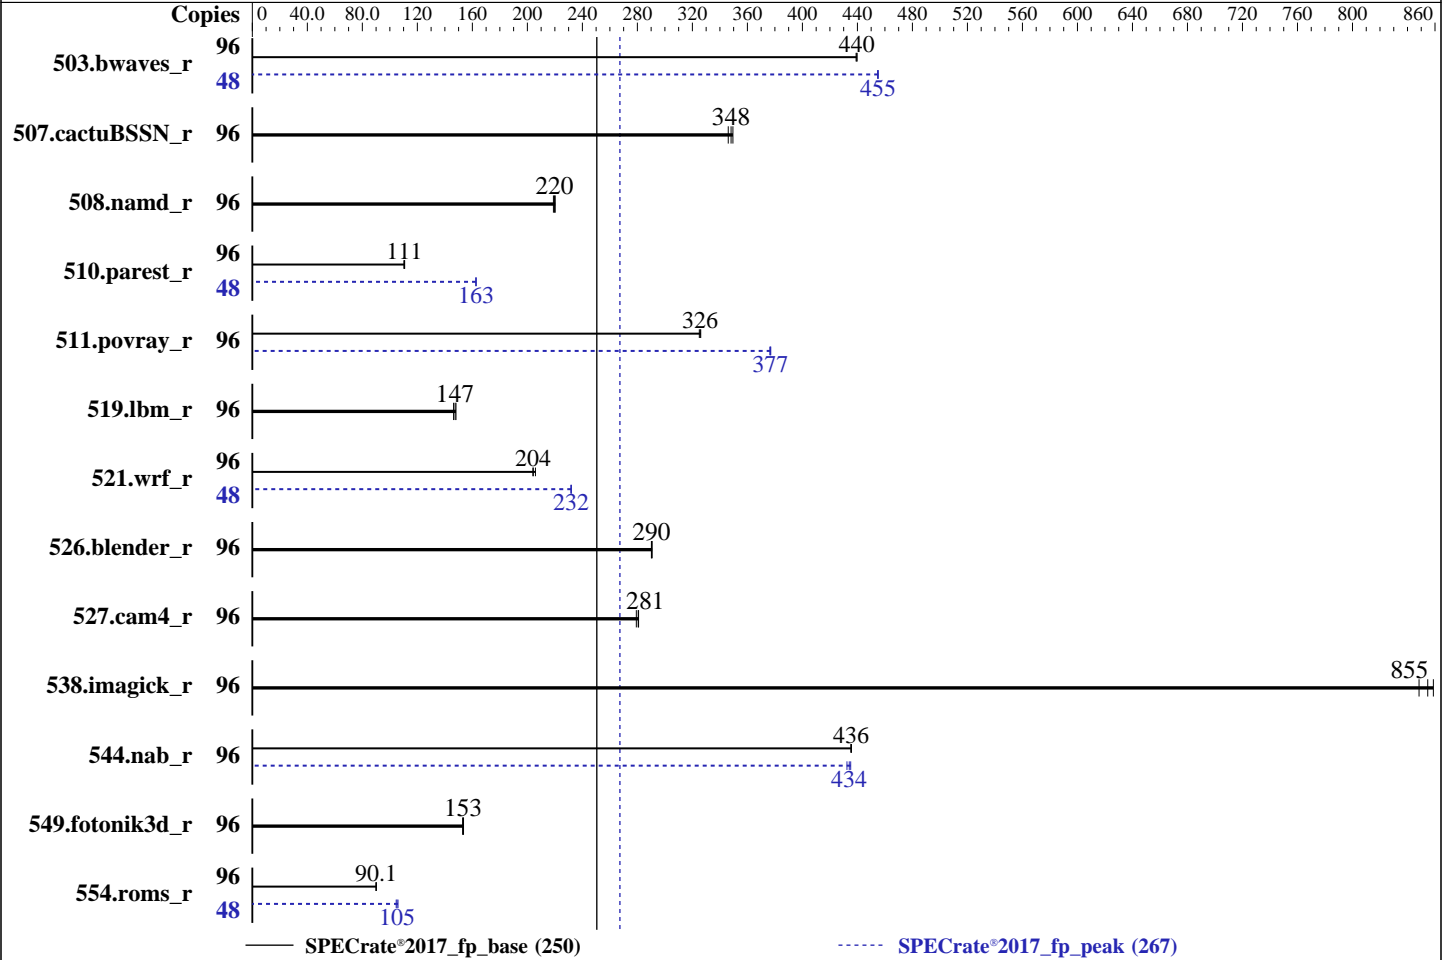 Copies 0 40.0 80.0 120 160 200 240 280 320 360 400 440 480 520 560 600 640 680 720 760 800 860
503.bwaves_r 96 440
48 455
507.cactuBSSN_r 96 348
508.namd_r 96 220
510.parest_r 96 111
48 163
511.povray_r 96 326
377
519.lbm_r 96 147
521.wrf_r 96 204
48 232
526.blender_r 96 290
527.cam4_r 96 281
538.imagick_r 96 855
544.nab_r 96 436
434
549.fotonik3d_r 96 153
554.roms_r 96 90.1
48 105
SPECrate®2017_fp_base (250) SPECrate®2017_fp_peak (267)